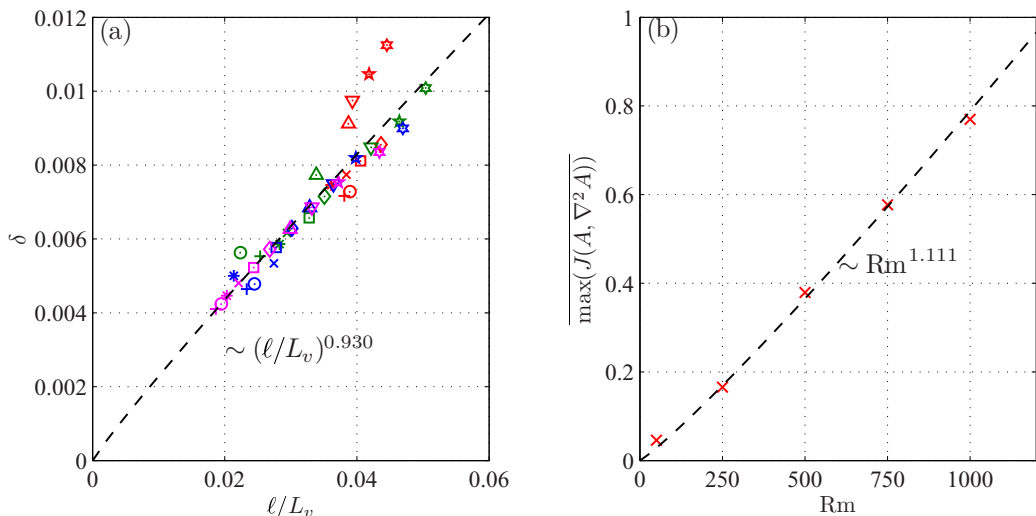 (a)
δ
0.012
0.01
0.008
0.006
0.004
0.002
0
0 0.02 0.04 0.06
ℓ/L_v
∼ (ℓ/L_v)^0.930
(b)
max(J(A, ∇² A))
1
0.8
0.6
0.4
0.2
0
0 250 500 750 1000
Rm
∼ Rm^1.111